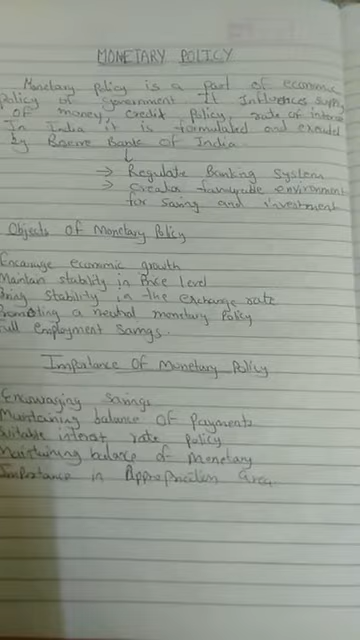 MONETARY POLICY
Monetary policy is a part of economic
policy of government. It Influences supply
OF money, credit policy, rate of interest
In India it is formulated and
by Reserve Bank OF India.
→ Regulate Banking System
→ favourable environment
for saving and investment
Objects OF Monetary Policy
Encourage economic growth
Maintain stability in Price level
Bring stability in the exchange rate
Promoting a neutral monetary Policy
Full employment Savings.
Importance OF Monetary Policy
Encouraging Savings
Maintaining balance OF Payments
Suitable interest rate policy
Maintaining balance of Monetary
Importance in Area